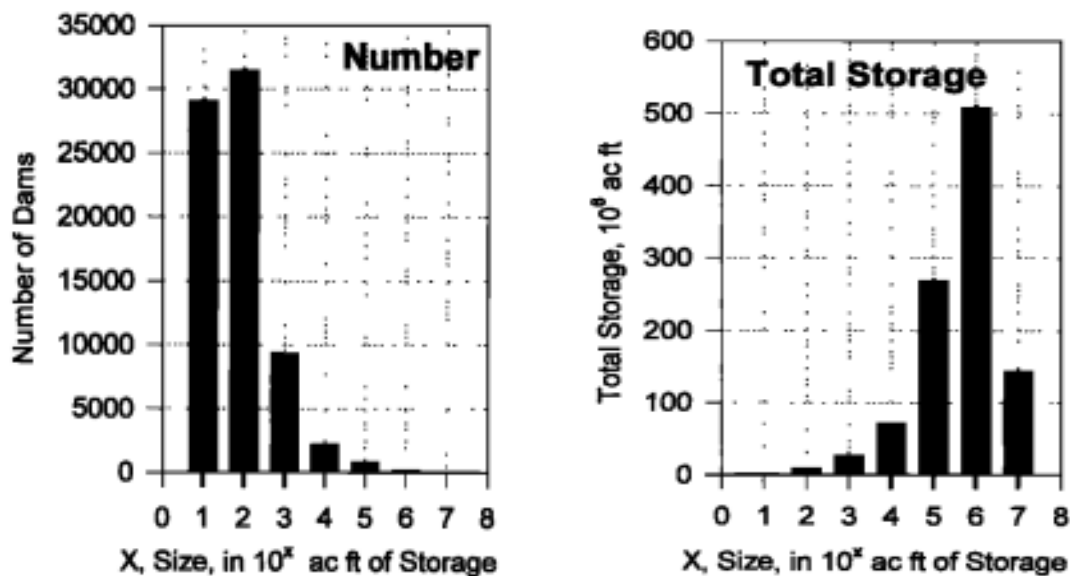 Number
35000
30000
25000
20000
15000
10000
5000
0
Number of Dams
0 1 2 3 4 5 6 7 8
X, Size, in 10ˣ ac ft of Storage
Total Storage
600
500
400
300
200
100
0
Total Storage, 10⁶ ac ft
0 1 2 3 4 5 6 7 8
X, Size, in 10ˣ ac ft of Storage